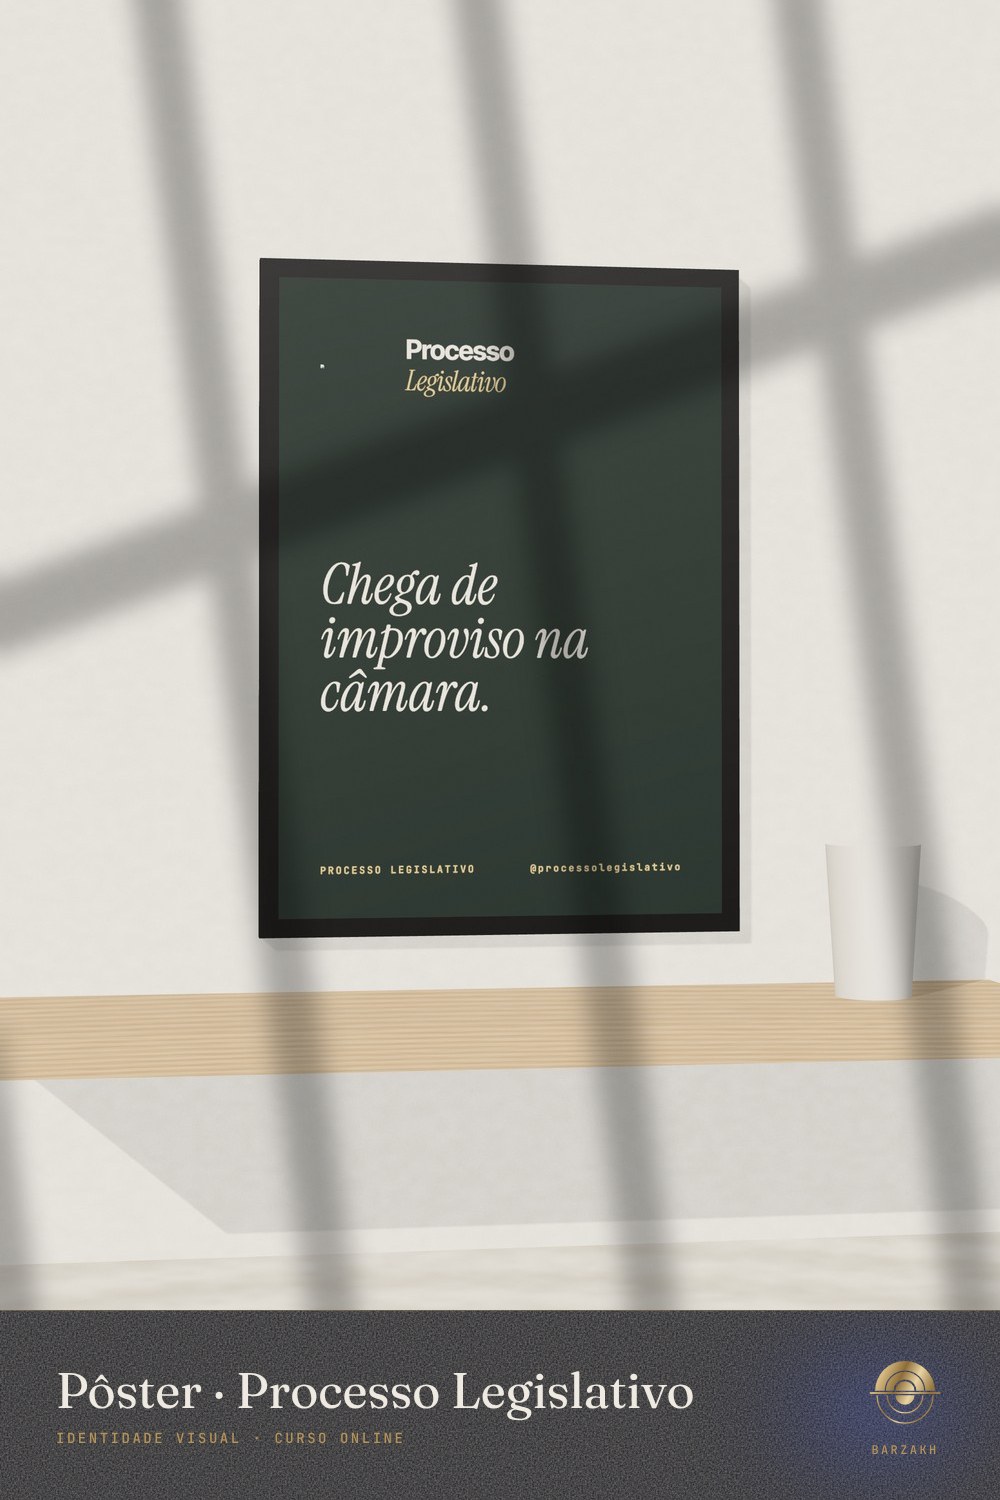 Processo
Legislativo
Chega de
improviso na
câmara.
PROCESSO LEGISLATIVO
@processolegislativo
Pôster · Processo Legislativo
IDENTIDADE VISUAL · CURSO ONLINE
BARZAKH